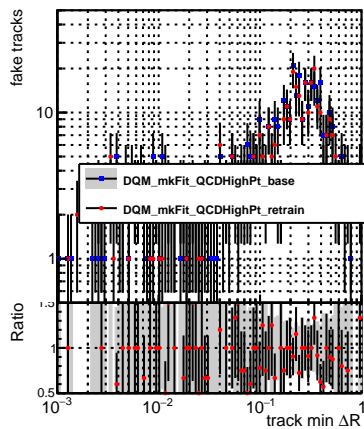 fake tracks
10
DQM_mkFit_QCDHighPt_base
DQM_mkFit_QCDHighPt_retrain
1
Ratio
1.5
1
0.5
10⁻³ 10⁻² 10⁻¹ 1
track min ΔR